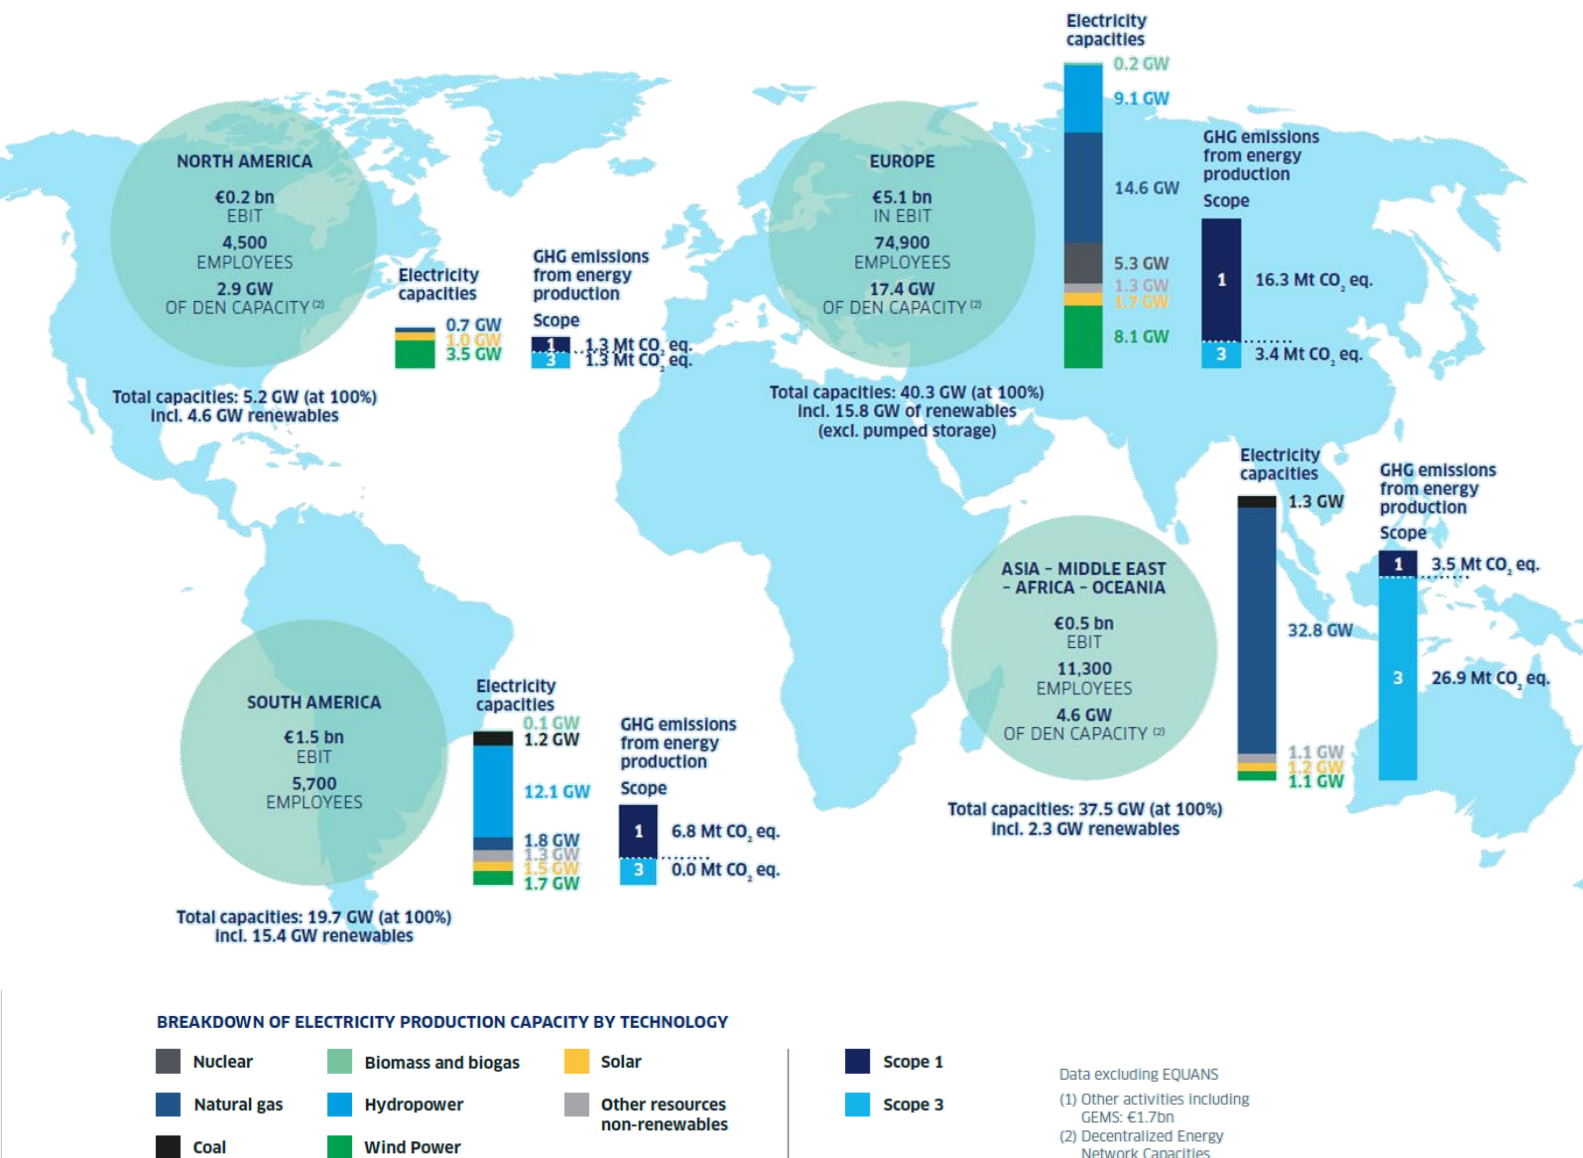 Electricity
capacities
0.2 GW
9.1 GW
14.6 GW
5.3 GW
1.3 GW
1.7 GW
8.1 GW
GHG emissions
from energy
production
Scope
1
16.3 Mt CO₂ eq.
3
3.4 Mt CO₂ eq.
NORTH AMERICA
€0.2 bn
EBIT
4,500
EMPLOYEES
2.9 GW
OF DEN CAPACITY (2)
Electricity
capacities
0.7 GW
1.0 GW
3.5 GW
GHG emissions
from energy
production
Scope
1
1.3 Mt CO₂ eq.
3
1.3 Mt CO₂ eq.
Total capacities: 5.2 GW (at 100%)
incl. 4.6 GW renewables
EUROPE
€5.1 bn
IN EBIT
74,900
EMPLOYEES
17.4 GW
OF DEN CAPACITY (2)
Total capacities: 40.3 GW (at 100%)
incl. 15.8 GW of renewables
(excl. pumped storage)
Electricity
capacities
1.3 GW
32.8 GW
1.1 GW
1.2 GW
1.1 GW
GHG emissions
from energy
production
Scope
1
3.5 Mt CO₂ eq.
3
26.9 Mt CO₂ eq.
ASIA – MIDDLE EAST
– AFRICA – OCEANIA
€0.5 bn
EBIT
11,300
EMPLOYEES
4.6 GW
OF DEN CAPACITY (2)
Total capacities: 37.5 GW (at 100%)
incl. 2.3 GW renewables
SOUTH AMERICA
€1.5 bn
EBIT
5,700
EMPLOYEES
Electricity
capacities
0.1 GW
1.2 GW
12.1 GW
1.8 GW
1.3 GW
1.5 GW
1.7 GW
GHG emissions
from energy
production
Scope
1
6.8 Mt CO₂ eq.
3
0.0 Mt CO₂ eq.
Total capacities: 19.7 GW (at 100%)
incl. 15.4 GW renewables
BREAKDOWN OF ELECTRICITY PRODUCTION CAPACITY BY TECHNOLOGY
Nuclear
Natural gas
Coal
Biomass and biogas
Hydropower
Wind Power
Solar
Other resources
non-renewables
Scope 1
Scope 3
Data excluding EQUANS
(1) Other activities including
GEMS: €1.7bn
(2) Decentralized Energy
Network Capacities